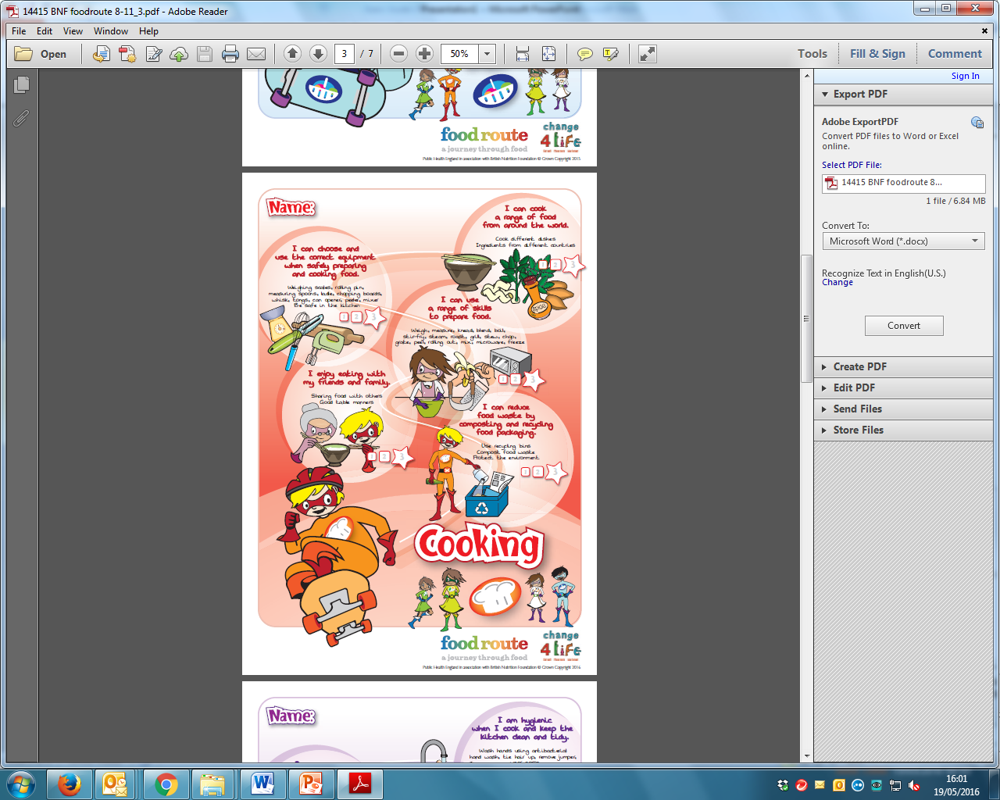 14415 BNF foodroute 8-11_3.pdf - Adobe Reader
File Edit View Window Help
Open
3 / 7
50%
Tools
Fill & Sign
Comment
Sign In
Export PDF
Adobe ExportPDF
Convert PDF files to Word or Excel
online.
Select PDF File:
14415 BNF foodroute 8...
1 file / 6.84 MB
Convert To:
Microsoft Word (*.docx)
Recognize Text in English(U.S.)
Change
Convert
Create PDF
Edit PDF
Send Files
Store Files
food route
a journey through food
change
4 Life
Public Health England in association with British Nutrition Foundation © Crown Copyright 2015
Name:
I can cook
a range of food
from around the world.
Cook different dishes
Ingredients from different countries
1 2 3
spice
I can choose and
use the correct equipment
when safely preparing
and cooking food.
Weighing scales, rolling pin,
measuring spoons, ladle, chopping boards,
whisk, tongs, can opener, peeler, mixer
Be safe in the kitchen
1 2 3
I can use
a range of skills
to prepare food.
Weigh, measure, knead, blend, boil,
stir-fry, steam, roast, grill, stew, chop,
grate, peel, rolling out, mix, microwave, freeze
1 2 3
I enjoy eating with
my friends and family.
Sharing food with others
Good table manners
1 2 3
I can reduce
food waste by
composting and recycling
food packaging.
Use recycling bins
Compost food waste
Protect the environment
1 2 3
Cooking
food route
a journey through food
change
4 Life
Public Health England in association with British Nutrition Foundation © Crown Copyright 2016
Name:
I am hygienic
when I cook and keep the
kitchen clean and tidy.
Wash hands using antibacterial
hand wash, tie hair up, remove jumper,
16:01
19/05/2016